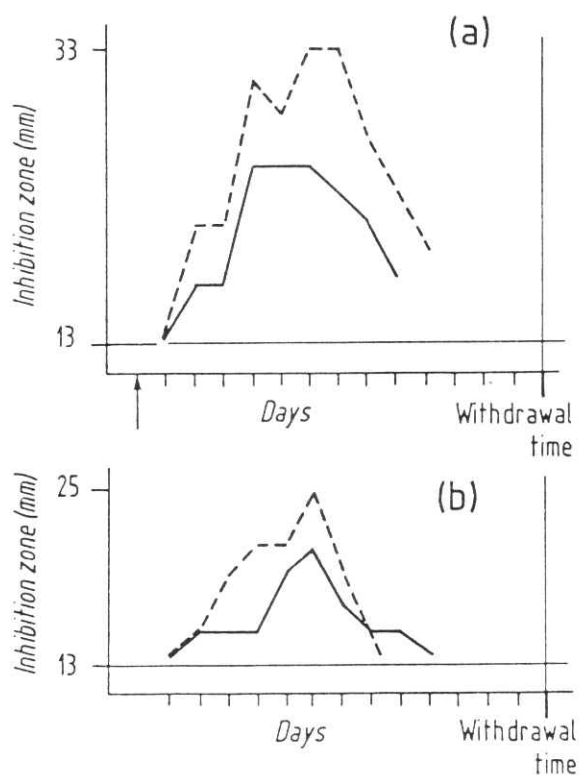 (a)
33
Inhibition zone (mm)
13
Days
Withdrawal
time
(b)
25
Inhibition zone (mm)
13
Days
Withdrawal
time